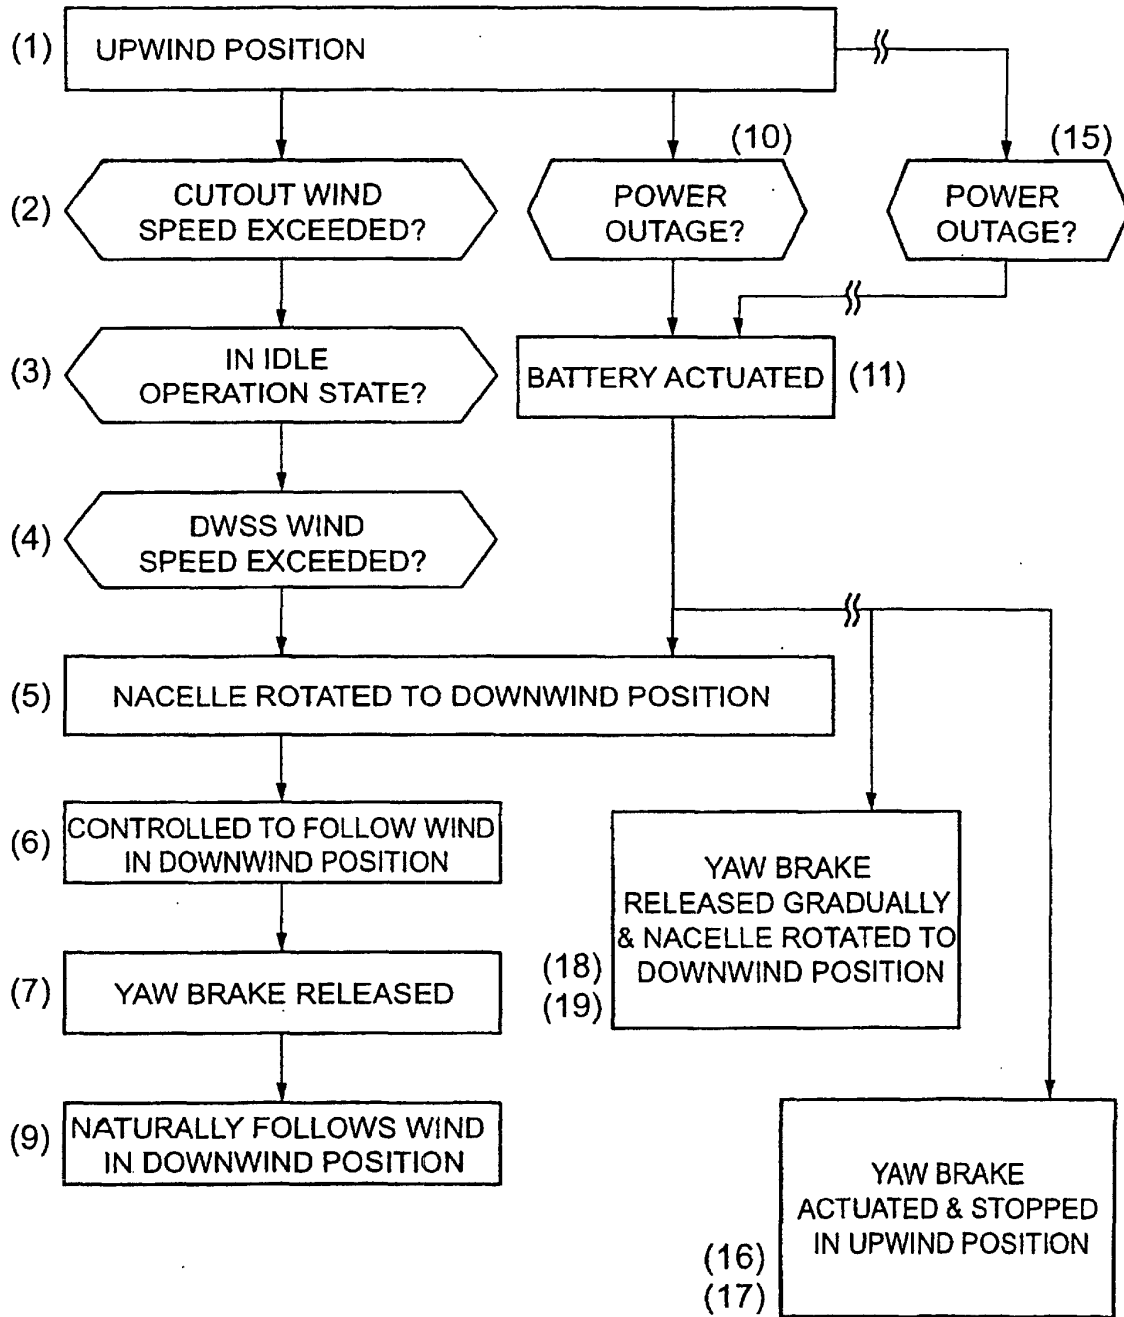 (1)
UPWIND POSITION
(10)
(15)
(2)
CUTOUT WIND
SPEED EXCEEDED?
POWER
OUTAGE?
POWER
OUTAGE?
(3)
IN IDLE
OPERATION STATE?
BATTERY ACTUATED
(11)
(4)
DWSS WIND
SPEED EXCEEDED?
(5)
NACELLE ROTATED TO DOWNWIND POSITION
(6)
CONTROLLED TO FOLLOW WIND
IN DOWNWIND POSITION
YAW BRAKE
RELEASED GRADUALLY
& NACELLE ROTATED TO
DOWNWIND POSITION
(18)
(19)
(7)
YAW BRAKE RELEASED
(9)
NATURALLY FOLLOWS WIND
IN DOWNWIND POSITION
YAW BRAKE
ACTUATED & STOPPED
IN UPWIND POSITION
(16)
(17)